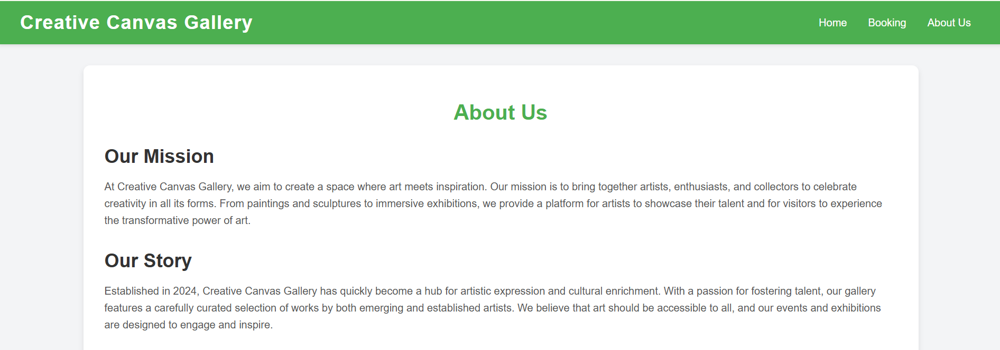 Creative Canvas Gallery
Home Booking About Us
About Us
Our Mission
At Creative Canvas Gallery, we aim to create a space where art meets inspiration. Our mission is to bring together artists, enthusiasts, and collectors to celebrate
creativity in all its forms. From paintings and sculptures to immersive exhibitions, we provide a platform for artists to showcase their talent and for visitors to experience
the transformative power of art.
Our Story
Established in 2024, Creative Canvas Gallery has quickly become a hub for artistic expression and cultural enrichment. With a passion for fostering talent, our gallery
features a carefully curated selection of works by both emerging and established artists. We believe that art should be accessible to all, and our events and exhibitions
are designed to engage and inspire.